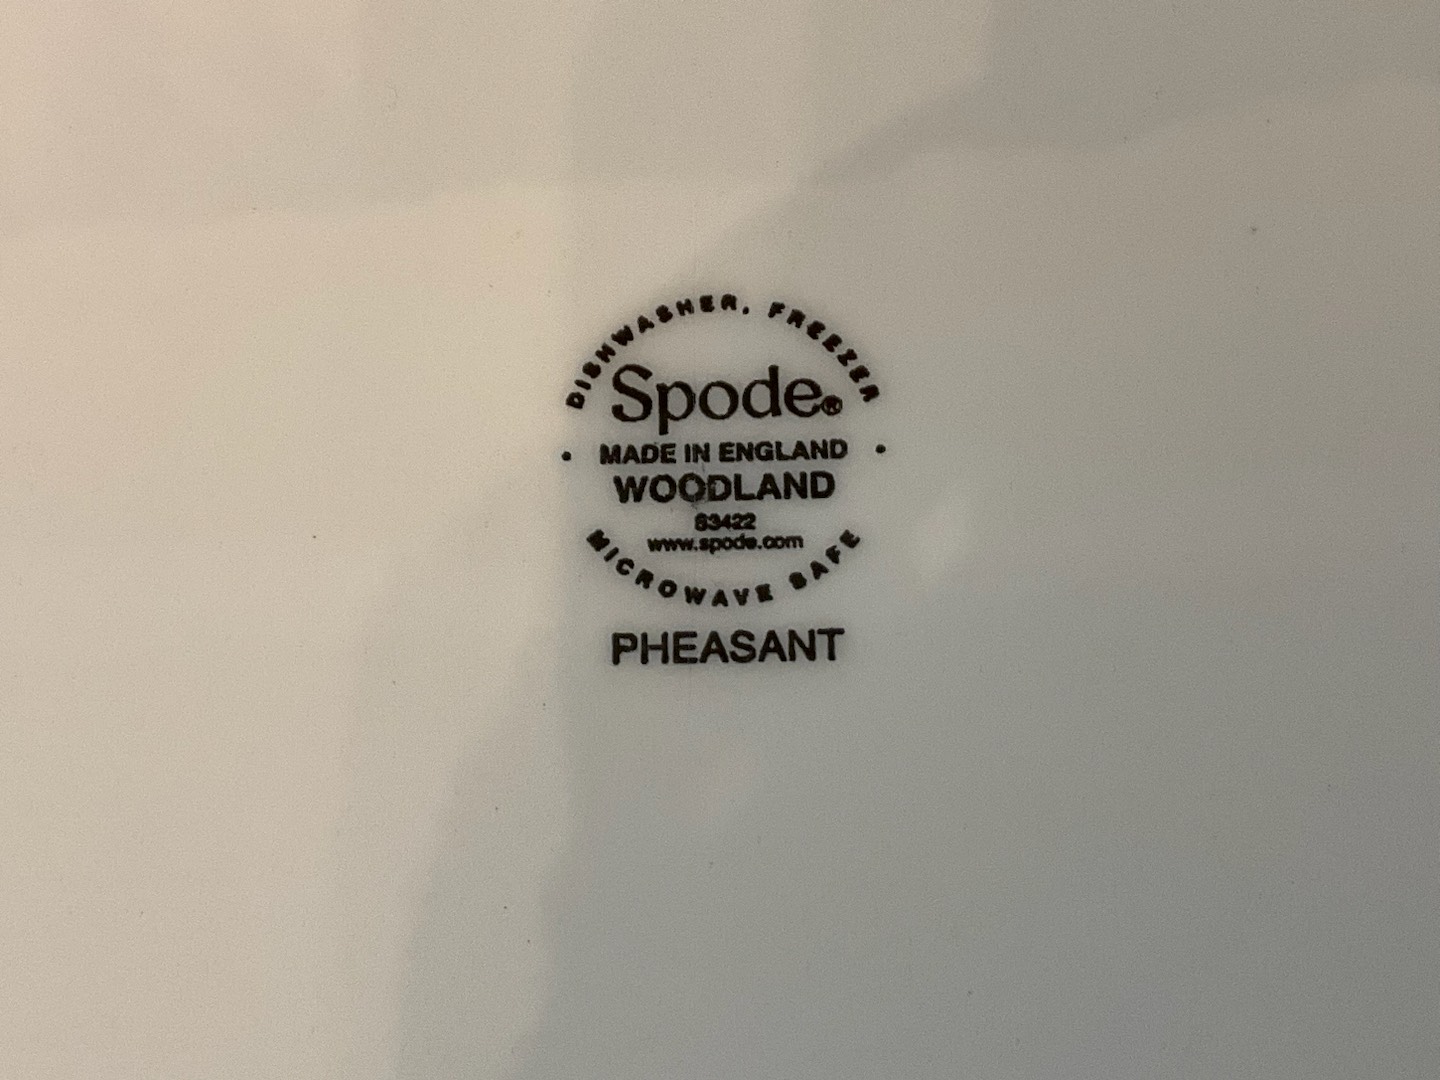 DISHWASHER, FREEZER
Spode®
• MADE IN ENGLAND •
WOODLAND
S3422
www.spode.com
MICROWAVE SAFE
PHEASANT